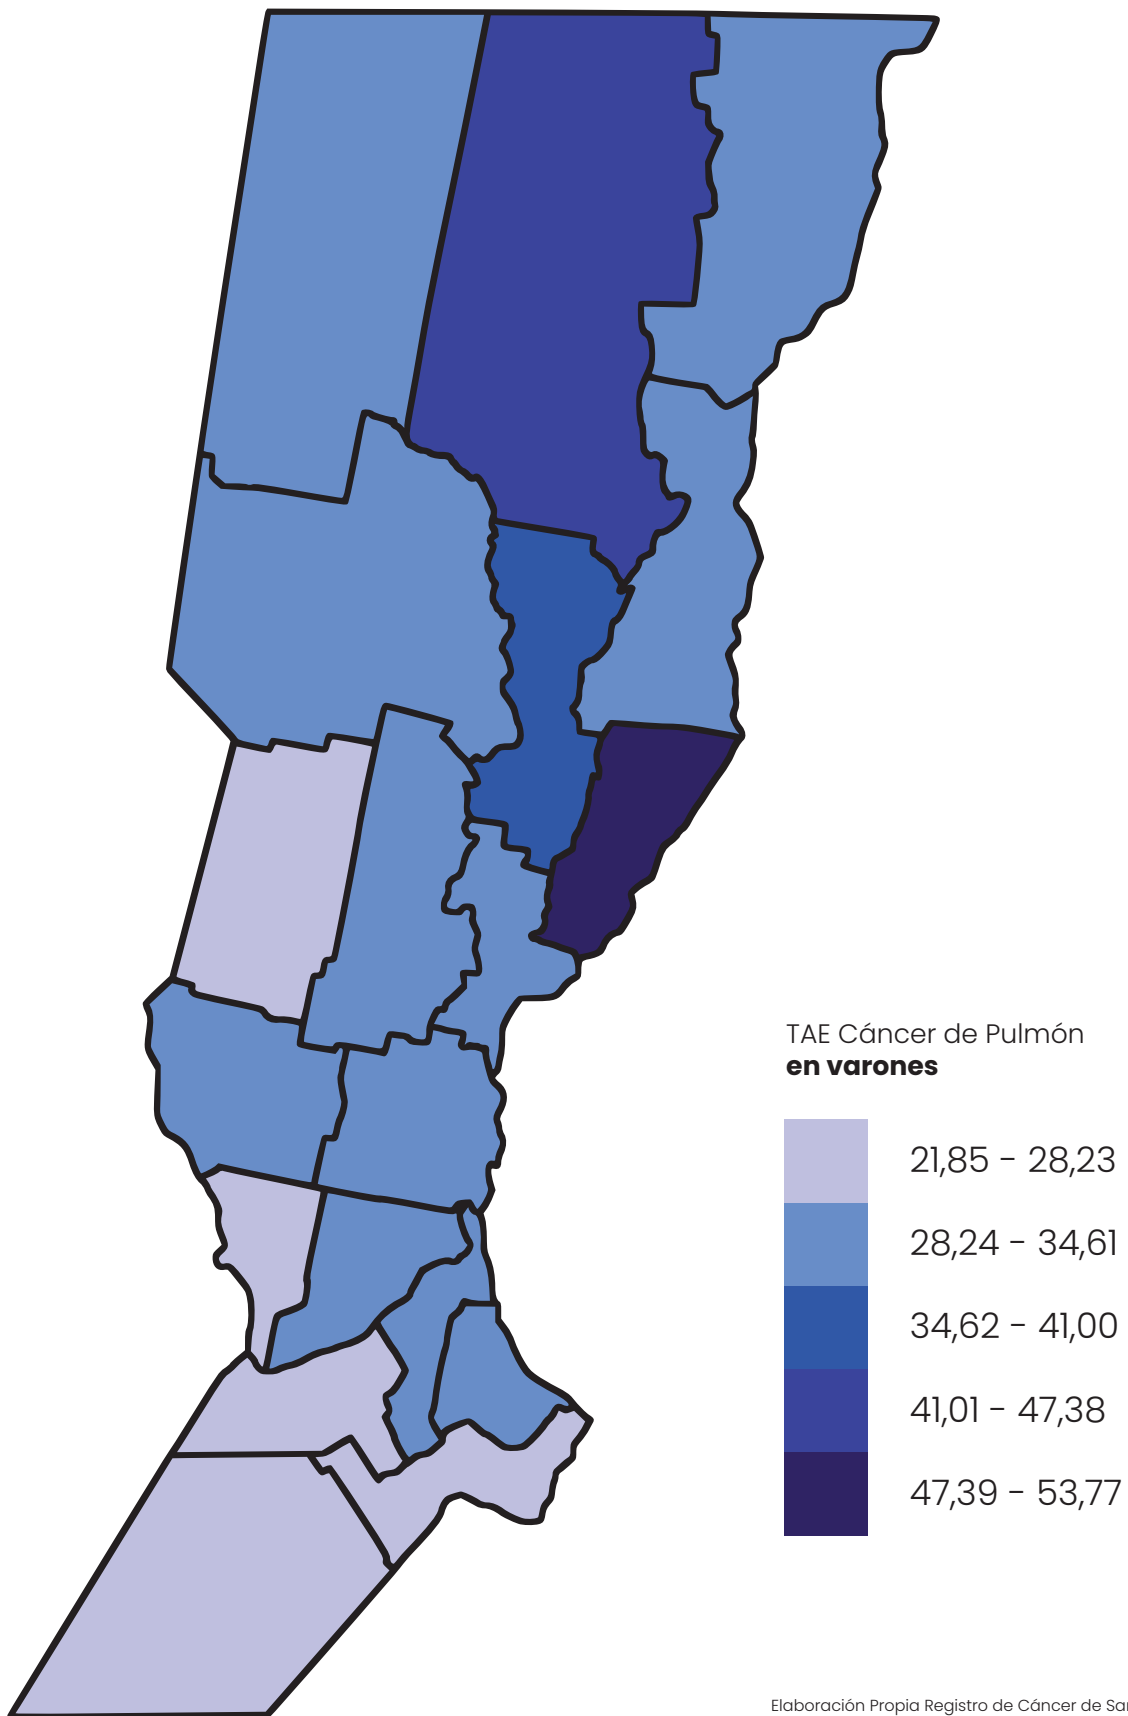 TAE Cáncer de Pulmón
en varones
21,85 - 28,23
28,24 - 34,61
34,62 - 41,00
41,01 - 47,38
47,39 - 53,77
Elaboración Propia Registro de Cáncer de